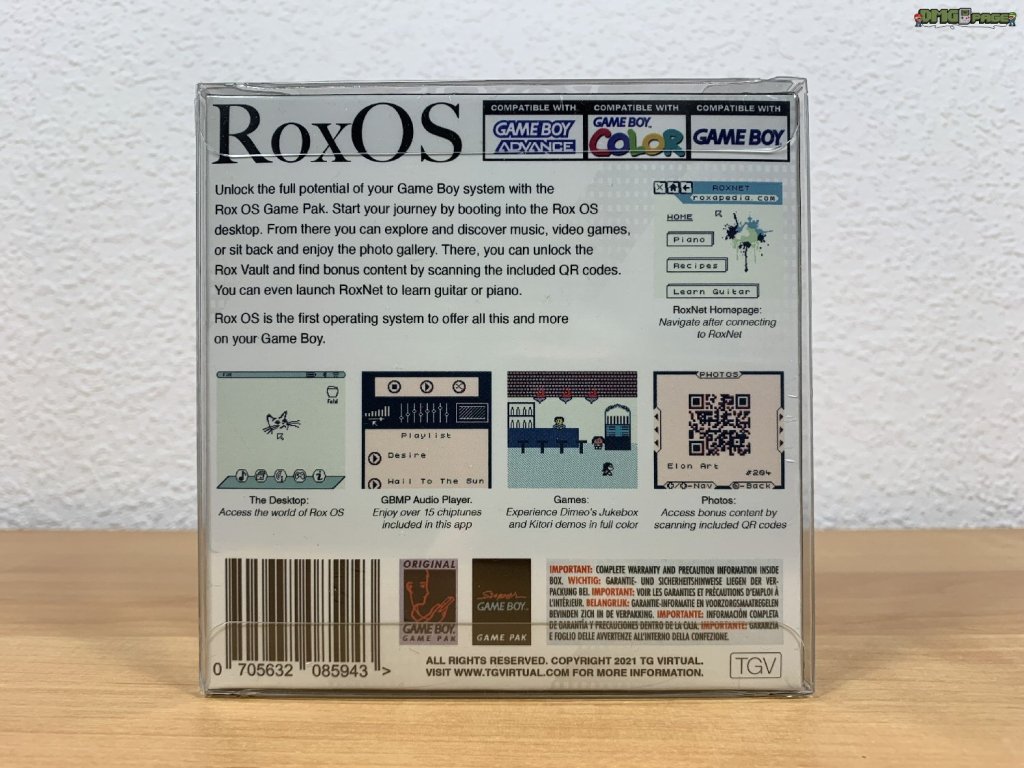 DMG PAGE
RoxOS
COMPATIBLE WITH
GAME BOY
ADVANCE
COMPATIBLE WITH
GAME BOY
COLOR
COMPATIBLE WITH
GAME BOY
Unlock the full potential of your Game Boy system with the
Rox OS Game Pak. Start your journey by booting into the Rox OS
desktop. From there you can explore and discover music, video games,
or sit back and enjoy the photo gallery. There, you can unlock the
Rox Vault and find bonus content by scanning the included QR codes.
You can even launch RoxNet to learn guitar or piano.
Rox OS is the first operating system to offer all this and more
on your Game Boy.
ROXNET
roxapedia.com
HOME
Piano
Recipes
Learn Guitar
RoxNet Homepage:
Navigate after connecting
to RoxNet
The Desktop:
Access the world of Rox OS
Playlist
Desire
Hail To The Sun
GBMP Audio Player.
Enjoy over 15 chiptunes
included in this app
Games:
Experience Dimeo's Jukebox
and Kitori demos in full color
PHOTOS
Elon Art #204
-Nav -Back
Photos:
Access bonus content by
scanning included QR codes
0 705632 085943 >
ORIGINAL
GAME BOY
GAME PAK
Super
GAME BOY
GAME PAK
IMPORTANT: COMPLETE WARRANTY AND PRECAUTION INFORMATION INSIDE
BOX. WICHTIG: GARANTIE- UND SICHERHEITSHINWEISE LIEGEN DER VER-
PACKUNG BEI. IMPORTANT: VOIR LES GARANTIES ET PRÉCAUTIONS D'EMPLOI À
L'INTÉRIEUR. BELANGRIJK: GARANTIE-INFORMATIE EN VOORZORGSMAATREGELEN
BEVINDEN ZICH IN DE VERPAKKING. IMPORTANTE: INFORMACIÓN COMPLETA
DE GARANTÍA Y PRECAUCIONES DENTRO DE LA CAJA. IMPORTANTE: GARANZIA
E FOGLIO DELLE AVVERTENZE ALL'INTERNO DELLA CONFEZIONE.
ALL RIGHTS RESERVED. COPYRIGHT 2021 TG VIRTUAL.
VISIT WWW.TGVIRTUAL.COM FOR MORE INFORMATION.
TGV